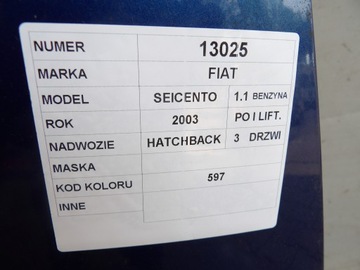 NUMER 13025
MARKA FIAT
MODEL SEICENTO 1.1 BENZYNA
ROK 2003 PO I LIFT.
NADWOZIE HATCHBACK 3 DRZWI
MASKA
KOD KOLORU 597
INNE